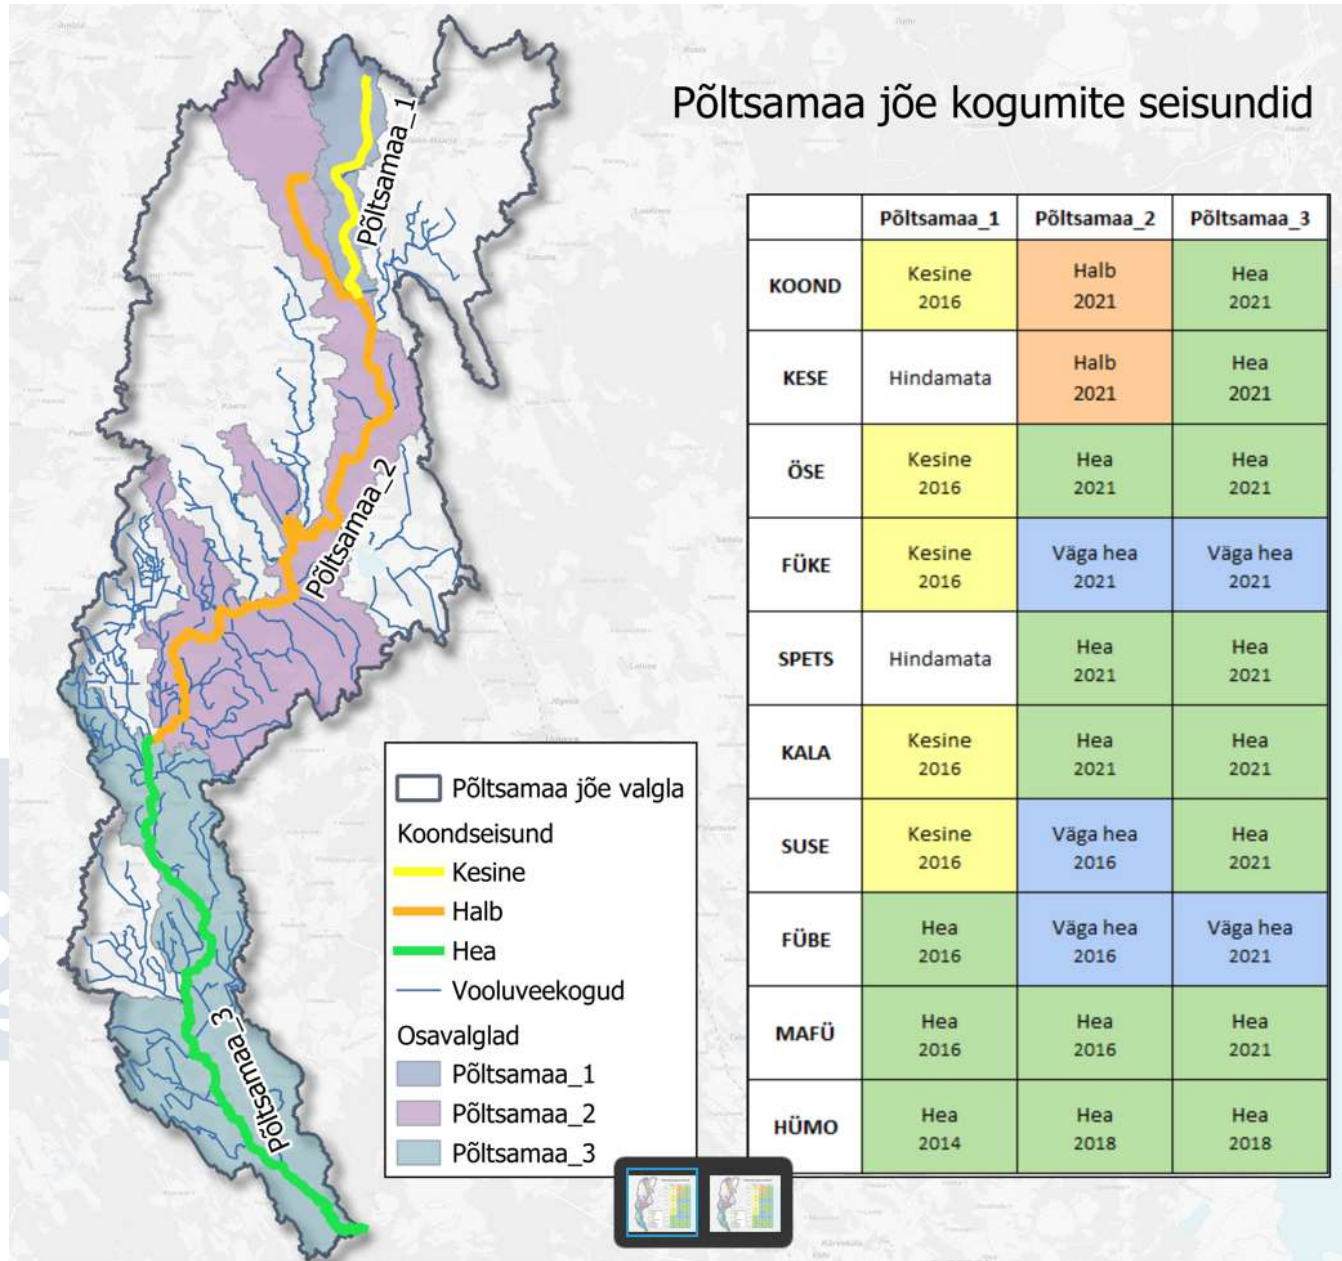 Põltsamaa jõe kogumite seisundid
Põltsamaa_1
Põltsamaa_2
Põltsamaa_3
Põltsamaa_1 Põltsamaa_2 Põltsamaa_3
KOOND Kesine 2016 Halb 2021 Hea 2021
KESE Hindamata Halb 2021 Hea 2021
ÖSE Kesine 2016 Hea 2021 Hea 2021
FÜKE Kesine 2016 Väga hea 2021 Väga hea 2021
SPETS Hindamata Hea 2021 Hea 2021
KALA Kesine 2016 Hea 2021 Hea 2021
SUSE Kesine 2016 Väga hea 2016 Hea 2021
FÜBE Hea 2016 Väga hea 2016 Väga hea 2021
MAFÜ Hea 2016 Hea 2016 Hea 2021
HÜMO Hea 2014 Hea 2018 Hea 2018
Põltsamaa jõe valgla
Koondseisund
Kesine
Halb
Hea
Vooluveekogud
Osavalglad
Põltsamaa_1
Põltsamaa_2
Põltsamaa_3